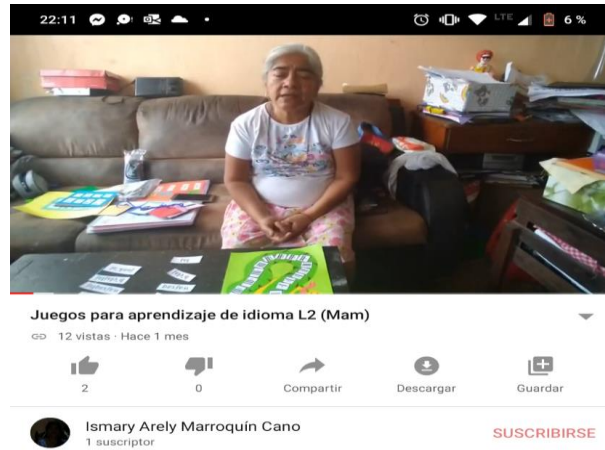 22:11 LTE 6 %
Juegos para aprendizaje de idioma L2 (Mam)
12 vistas · Hace 1 mes
2 0 Compartir Descargar Guardar
Ismary Arely Marroquín Cano
1 suscriptor
SUSCRIBIRSE